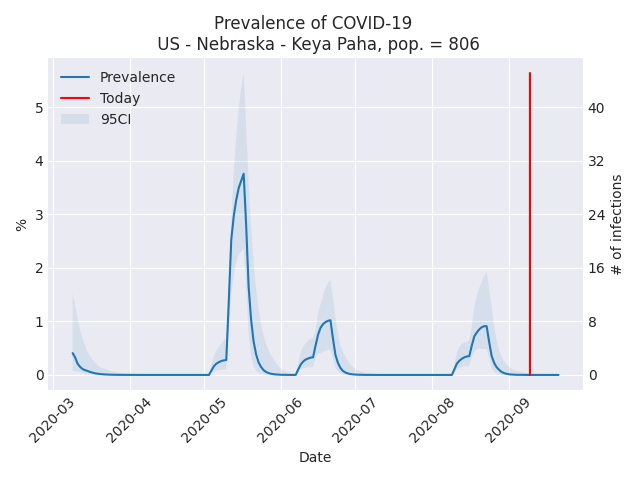 Prevalence of COVID-19
US - Nebraska - Keya Paha, pop. = 806
Prevalence
Today
95CI
%
5
4
3
2
1
0
# of infections
40
32
24
16
8
0
2020-03
2020-04
2020-05
2020-06
2020-07
2020-08
2020-09
Date